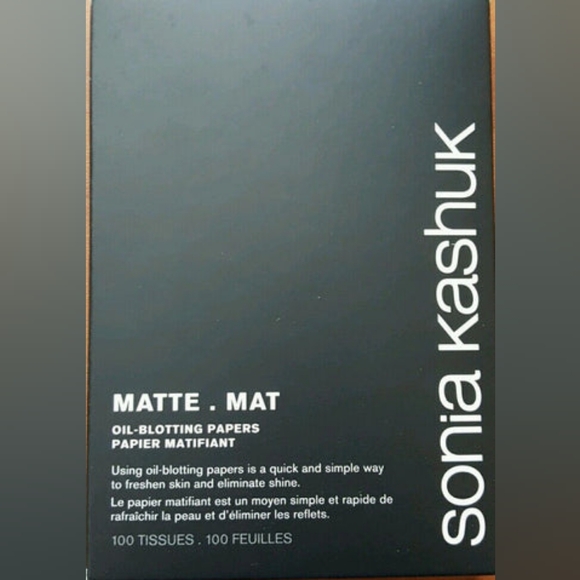 sonia kashuk
MATTE . MAT
OIL-BLOTTING PAPERS
PAPIER MATIFIANT
Using oil-blotting papers is a quick and simple way
to freshen skin and eliminate shine.
Le papier matifiant est un moyen simple et rapide de
rafraîchir la peau et d'éliminer les reflets.
100 TISSUES . 100 FEUILLES